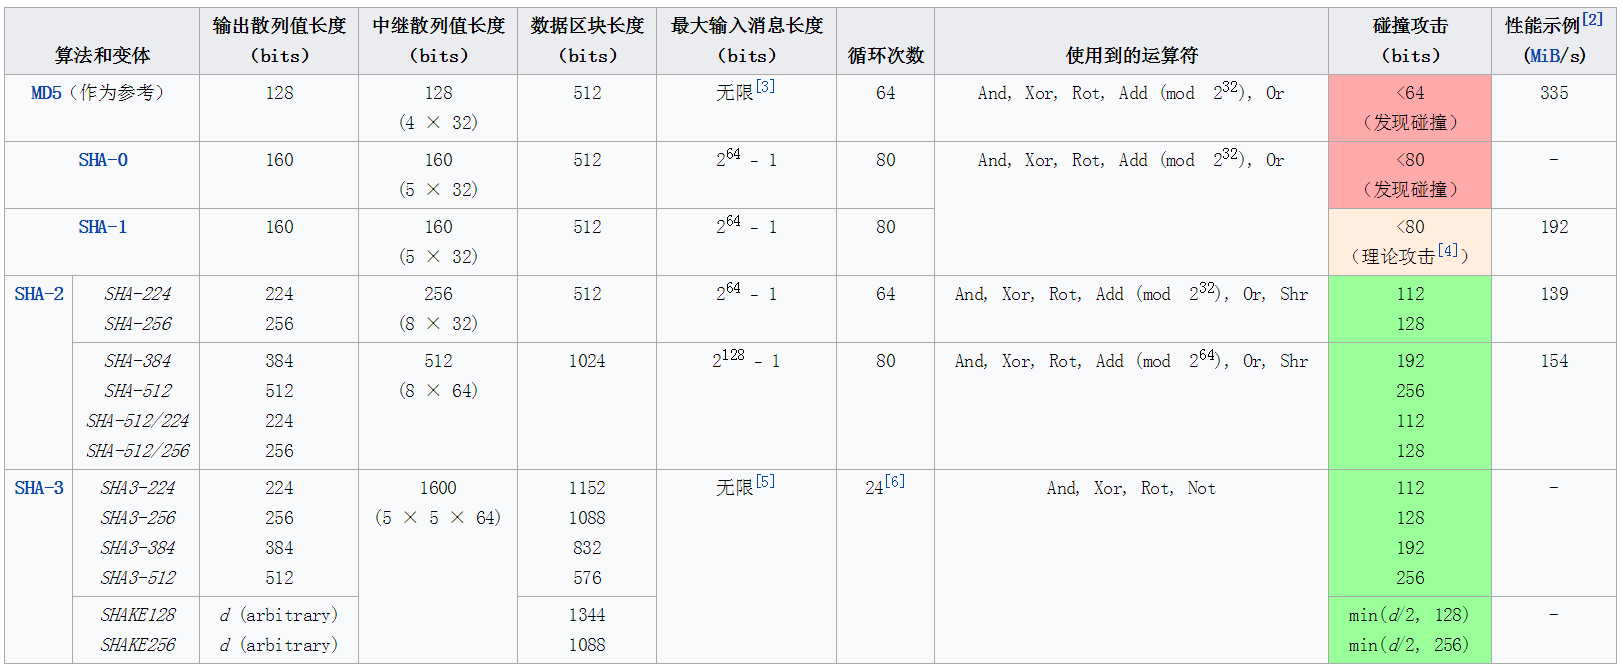 算法和变体 输出散列值长度（bits） 中继散列值长度（bits） 数据区块长度（bits） 最大输入消息长度（bits） 循环次数 使用到的运算符 碰撞攻击（bits） 性能示例[2](MiB/s)
MD5（作为参考） 128 128 512 无限[3] 64 And, Xor, Rot, Add (mod 2^32), Or <64 335
(4 × 32) （发现碰撞）
SHA-0 160 160 512 2^64 - 1 80 And, Xor, Rot, Add (mod 2^32), Or <80 -
(5 × 32) （发现碰撞）
SHA-1 160 160 512 2^64 - 1 80 <80 192
(5 × 32) （理论攻击[4]）
SHA-2 SHA-224 224 256 512 2^64 - 1 64 And, Xor, Rot, Add (mod 2^32), Or, Shr 112 139
SHA-256 256 (8 × 32) 128
SHA-384 384 512 1024 2^128 - 1 80 And, Xor, Rot, Add (mod 2^64), Or, Shr 192 154
SHA-512 512 (8 × 64) 256
SHA-512/224 224 112
SHA-512/256 256 128
SHA-3 SHA3-224 224 1600 1152 无限[5] 24[6] And, Xor, Rot, Not 112 -
SHA3-256 256 (5 × 5 × 64) 1088 128
SHA3-384 384 832 192
SHA3-512 512 576 256
SHAKE128 d (arbitrary) 1344 min(d/2, 128) -
SHAKE256 d (arbitrary) 1088 min(d/2, 256)